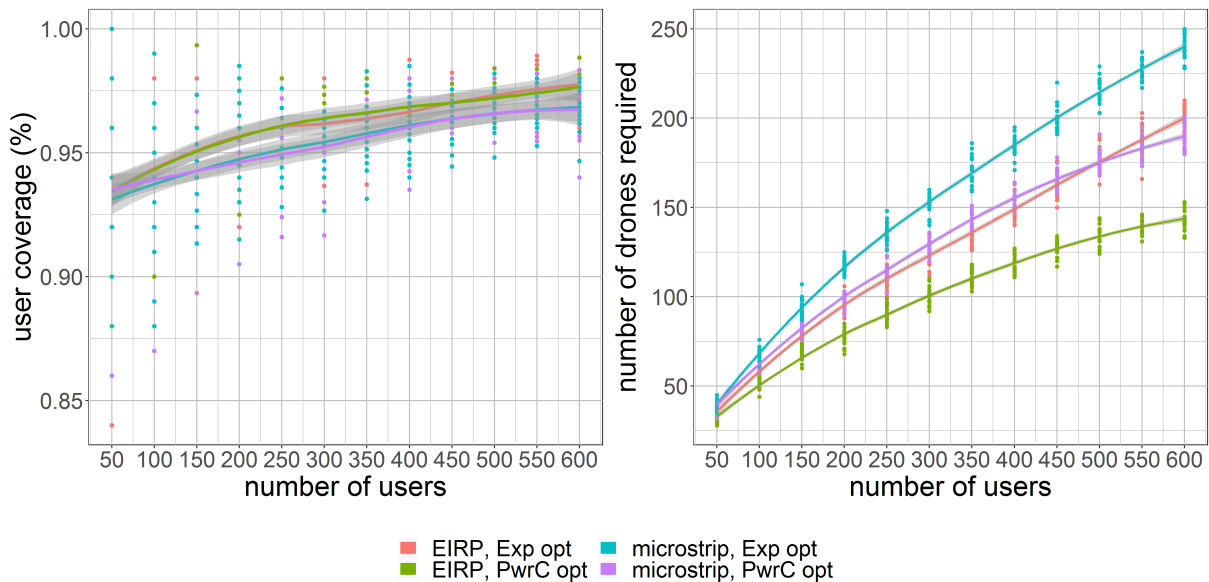 user coverage (%)
1.00
0.95
0.90
0.85
50 100 150 200 250 300 350 400 450 500 550 600
number of users
number of drones required
250
200
150
100
50
50 100 150 200 250 300 350 400 450 500 550 600
number of users
EIRP, Exp opt
microstrip, Exp opt
EIRP, PwrC opt
microstrip, PwrC opt